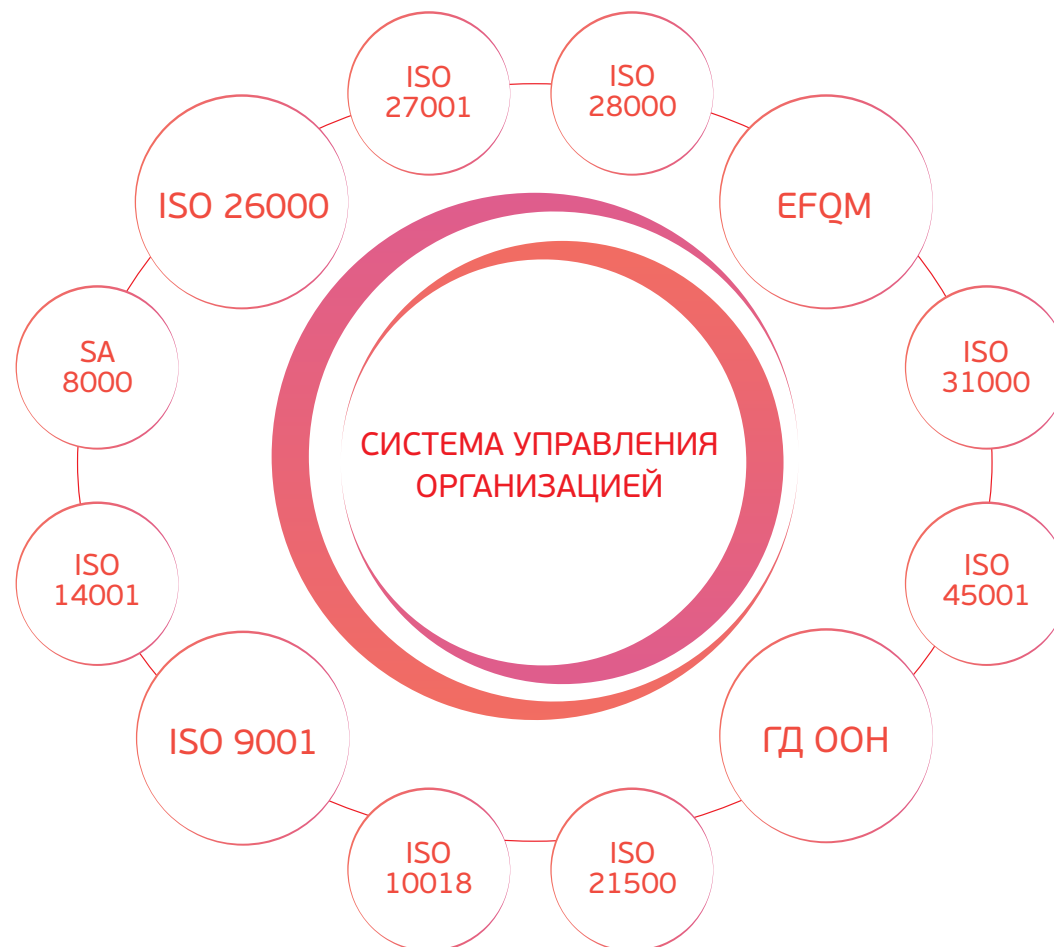 ISO
27001
ISO
28000
ISO 26000
EFQM
SA
8000
ISO
31000
СИСТЕМА УПРАВЛЕНИЯ
ОРГАНИЗАЦИЕЙ
ISO
14001
ISO
45001
ISO 9001
ГД ООН
ISO
10018
ISO
21500